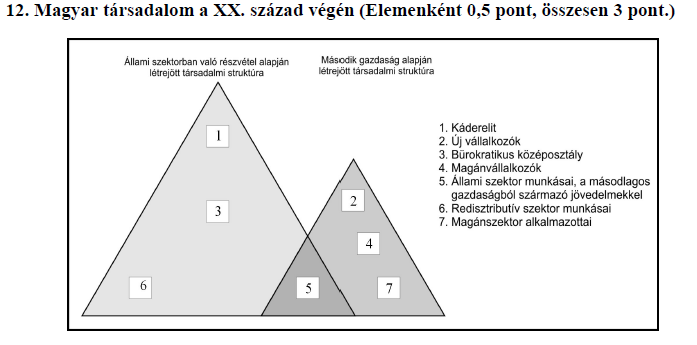 12. Magyar társadalom a XX. század végén (Elemenként 0,5 pont, összesen 3 pont.)
Állami szektorban való részvétel alapján
létrejött társadalmi struktúra
Második gazdaság alapján
létrejött társadalmi struktúra
1
2
3
4
5
6
7
1. Káderelit
2. Új vállalkozók
3. Bürokratikus középosztály
4. Magánvállalkozók
5. Állami szektor munkásai, a másodlagos
gazdaságból származó jövedelmekkel
6. Redisztributív szektor munkásai
7. Magánszektor alkalmazottai